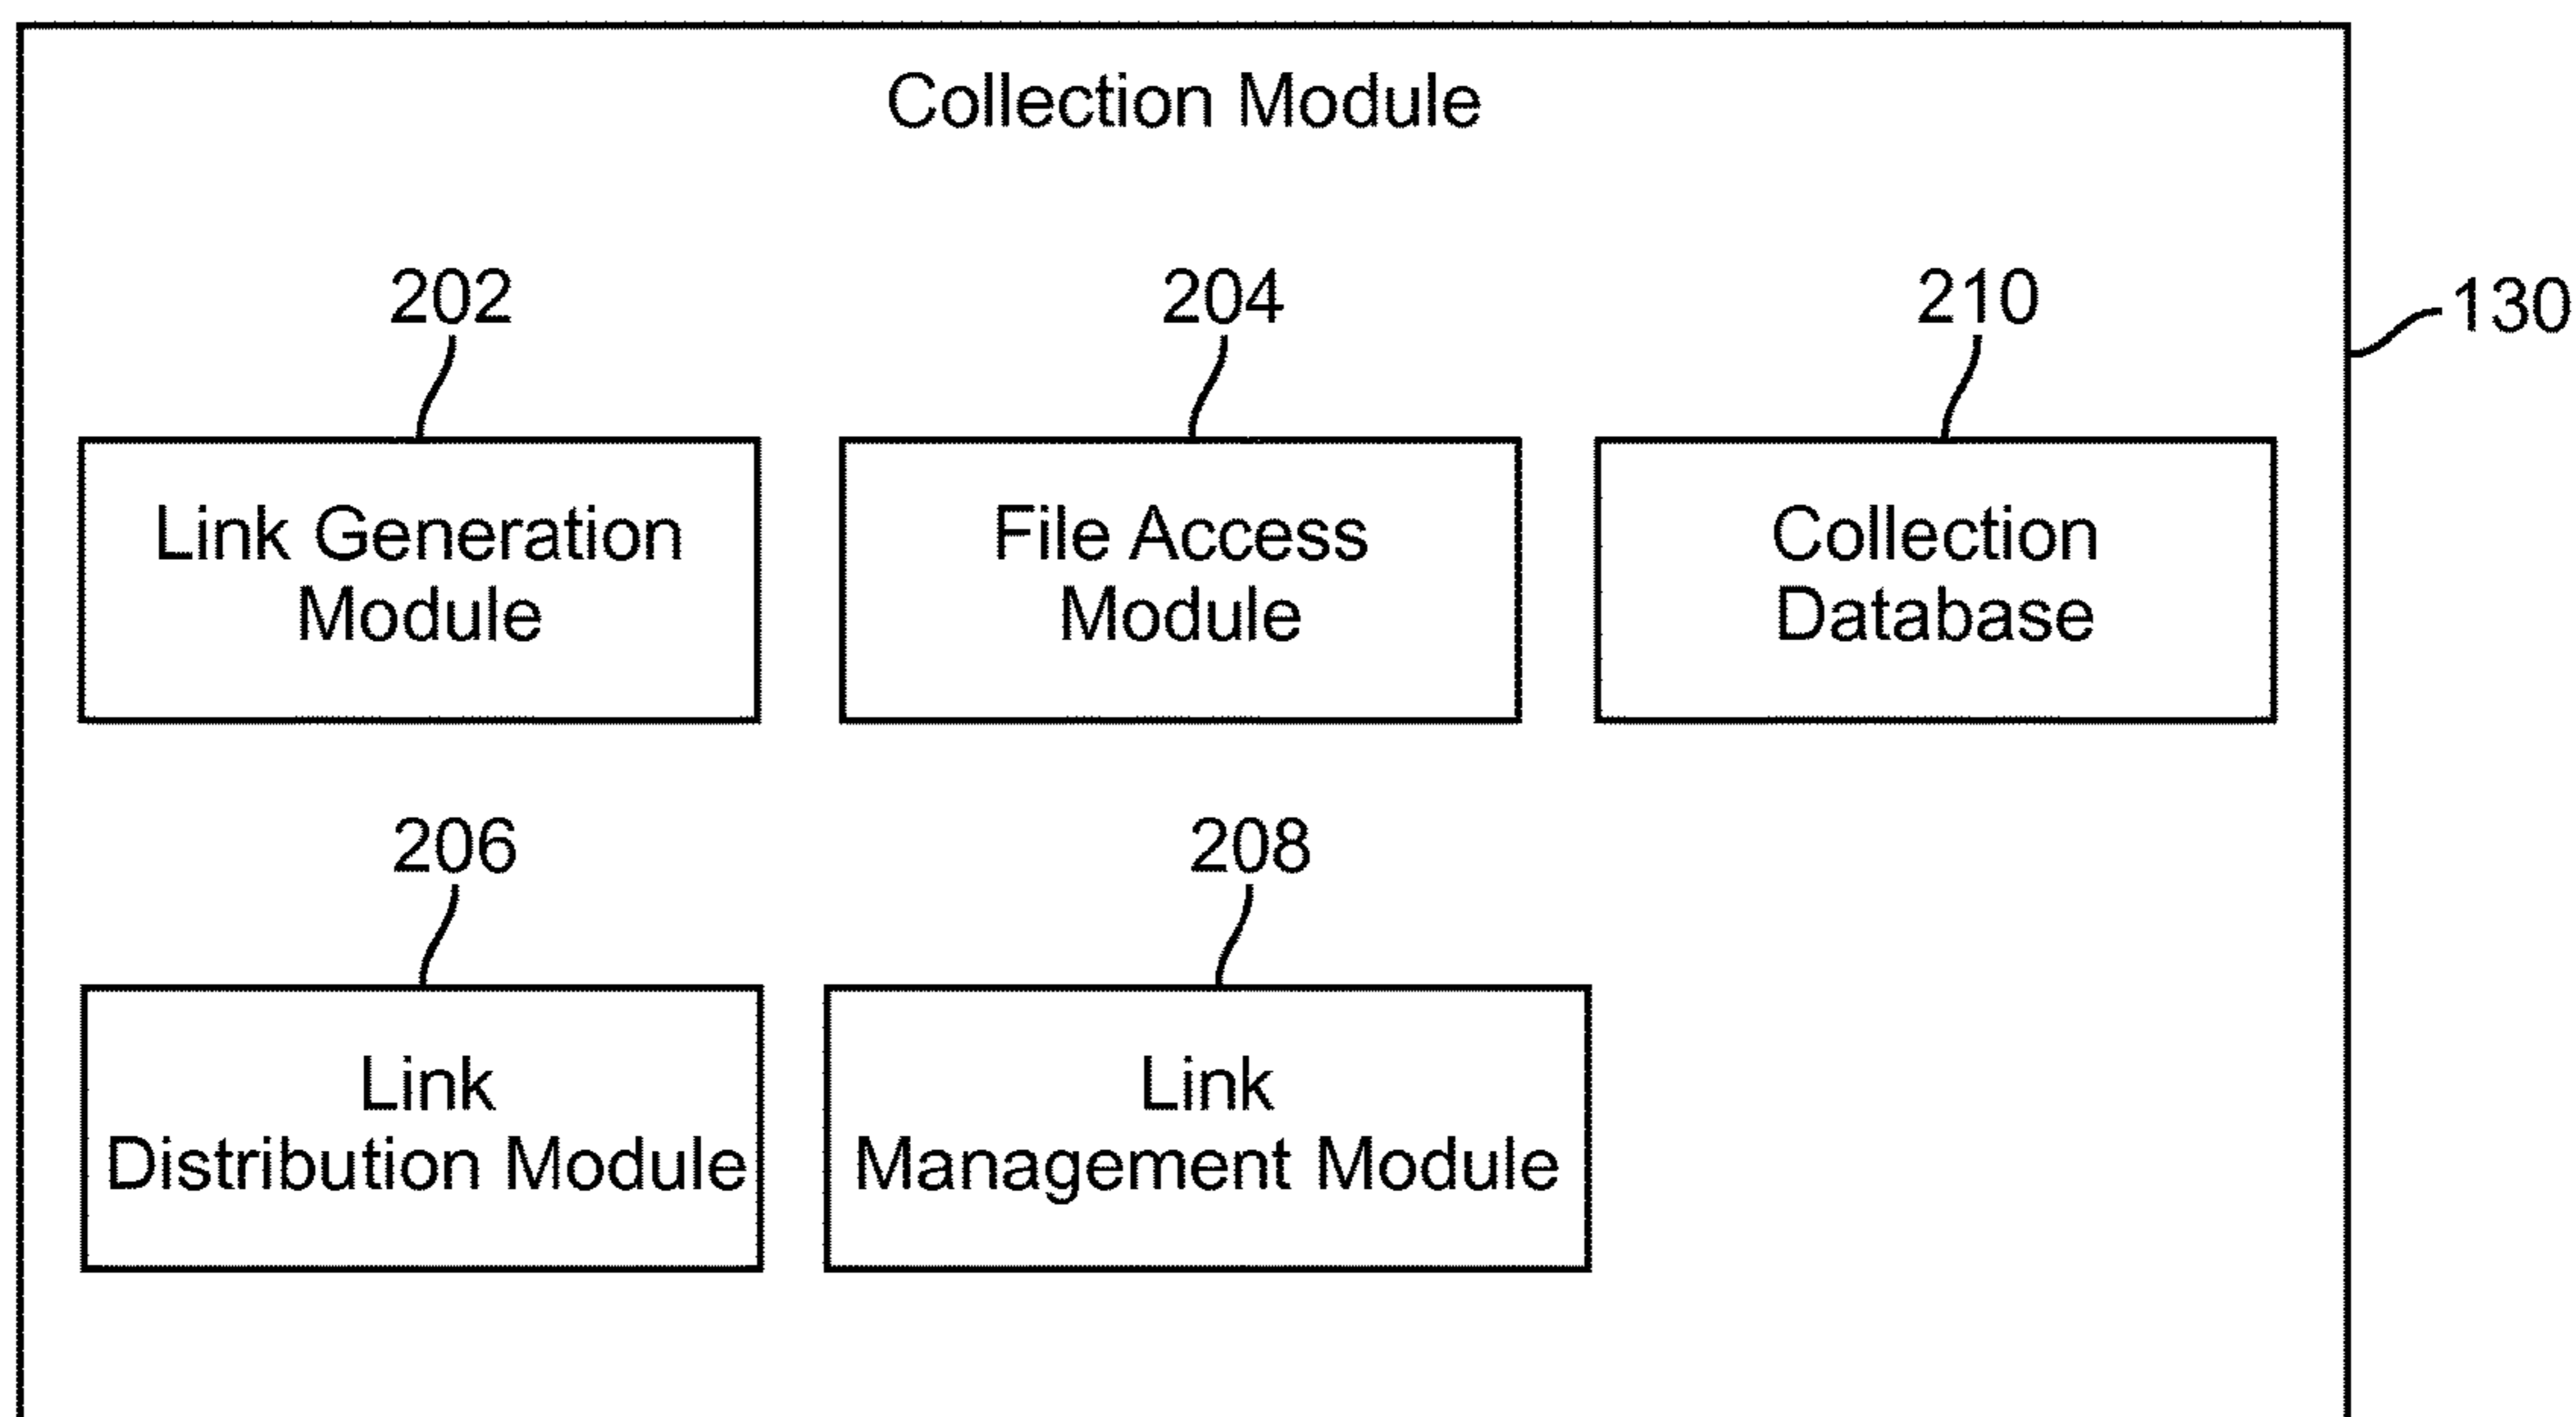 Collection Module
202
204
210
130
Link Generation
Module
File Access
Module
Collection
Database
206
208
Link
Distribution Module
Link
Management Module